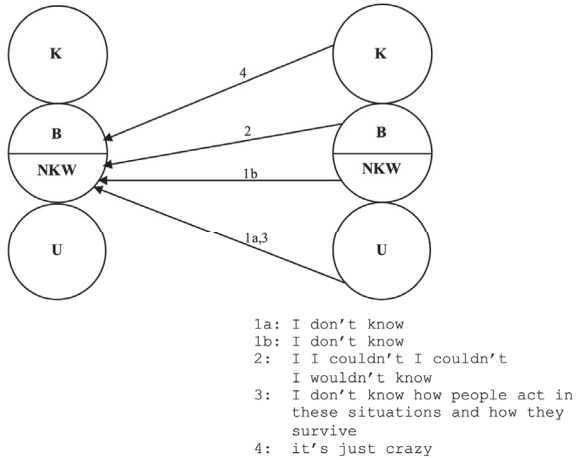 K K
4
B B
2
NKW NKW
1b
1a,3
U U
1a: I don't know
1b: I don't know
2: I I couldn't I couldn't
I wouldn't know
3: I don't know how people act in
these situations and how they
survive
4: it's just crazy